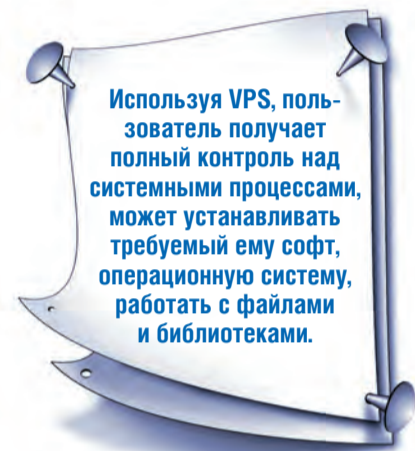 Используя VPS, поль-
зователь получает
полный контроль над
системными процессами,
может устанавливать
требуемый ему софт,
операционную систему,
работать с файлами
и библиотеками.